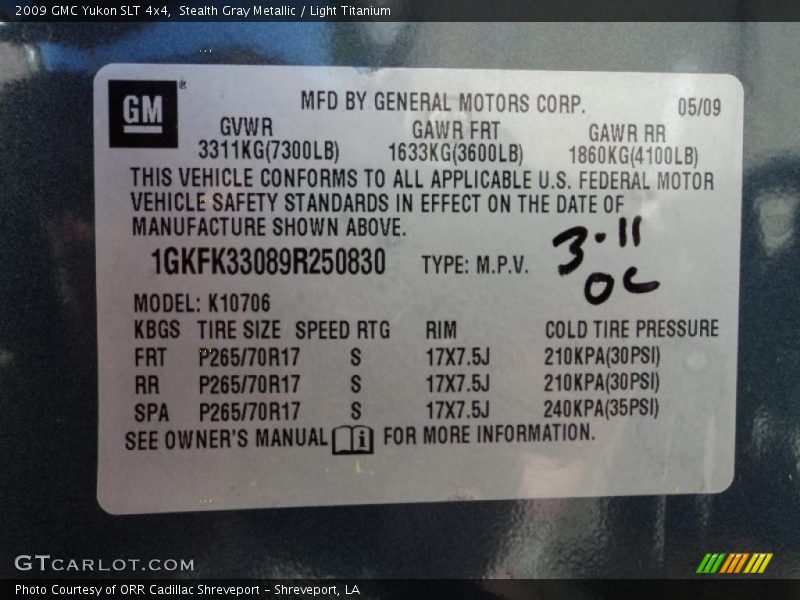 2009 GMC Yukon SLT 4x4, Stealth Gray Metallic / Light Titanium
GM ®
MFD BY GENERAL MOTORS CORP. 05/09
GVWR GAWR FRT GAWR RR
3311KG(7300LB) 1633KG(3600LB) 1860KG(4100LB)
THIS VEHICLE CONFORMS TO ALL APPLICABLE U.S. FEDERAL MOTOR
VEHICLE SAFETY STANDARDS IN EFFECT ON THE DATE OF
MANUFACTURE SHOWN ABOVE.
3-11
1GKFK33089R250830 TYPE: M.P.V.
OC
MODEL: K10706
KBGS TIRE SIZE SPEED RTG RIM COLD TIRE PRESSURE
FRT P265/70R17 S 17X7.5J 210KPA(30PSI)
RR P265/70R17 S 17X7.5J 210KPA(30PSI)
SPA P265/70R17 S 17X7.5J 240KPA(35PSI)
SEE OWNER'S MANUAL i FOR MORE INFORMATION.
GTCARLOT.COM
Photo Courtesy of ORR Cadillac Shreveport - Shreveport, LA